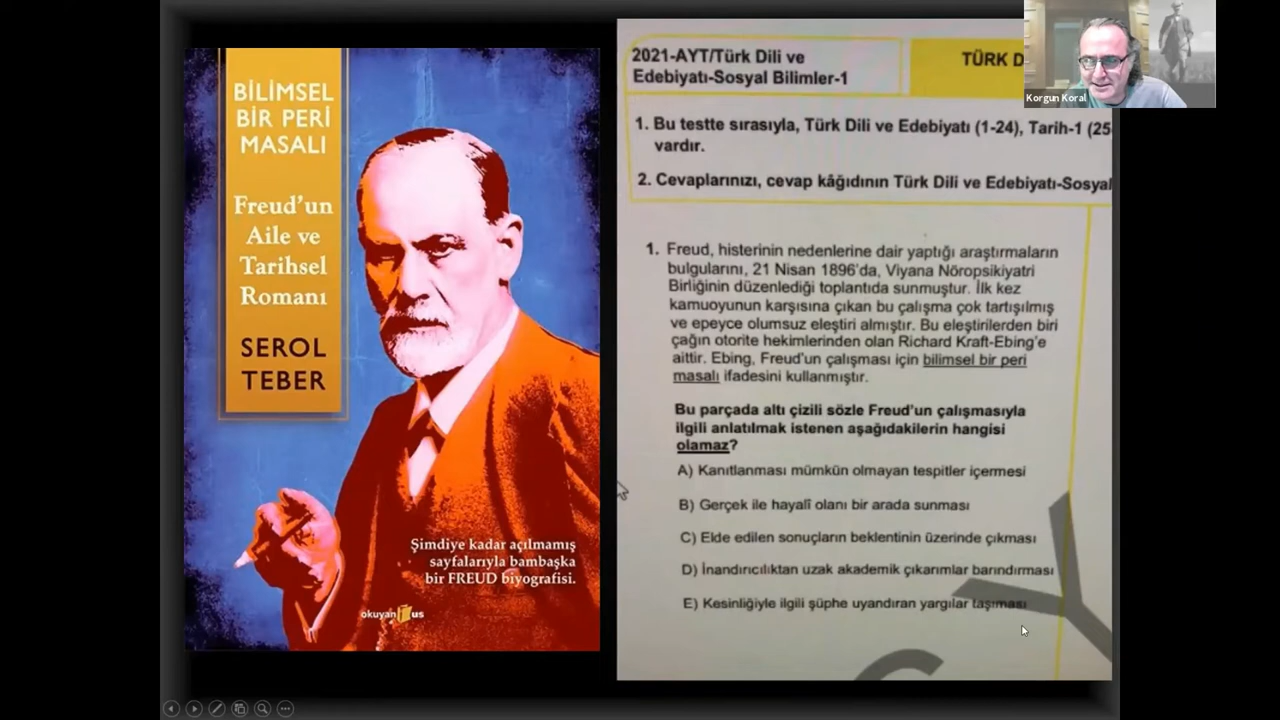 BİLİMSEL
BİR PERİ
MASALI
Freud'un
Aile ve
Tarihsel
Romanı
SEROL
TEBER
Şimdiye kadar açılmamış
sayfalarıyla bambaşka
bir FREUD biyografisi.
okuyan us
2021-AYT/Türk Dili ve
Edebiyatı-Sosyal Bilimler-1
TÜRK D
1. Bu testte sırasıyla, Türk Dili ve Edebiyatı (1-24), Tarih-1 (25
vardır.
2. Cevaplarınızı, cevap kâğıdının Türk Dili ve Edebiyatı-Sosyal
1. Freud, histerinin nedenlerine dair yaptığı araştırmaların
bulgularını, 21 Nisan 1896'da, Viyana Nöropsikiyatri
Birliğinin düzenlediği toplantıda sunmuştur. İlk kez
kamuoyunun karşısına çıkan bu çalışma çok tartışılmış
ve epeyce olumsuz eleştiri almıştır. Bu eleştirilerden biri
çağın otorite hekimlerinden olan Richard Kraft-Ebing'e
aittir. Ebing, Freud'un çalışması için bilimsel bir peri
masalı ifadesini kullanmıştır.
Bu parçada altı çizili sözle Freud'un çalışmasıyla
ilgili anlatılmak istenen aşağıdakilerin hangisi
olamaz?
A) Kanıtlanması mümkün olmayan tespitler içermesi
B) Gerçek ile hayalî olanı bir arada sunması
C) Elde edilen sonuçların beklentinin üzerinde çıkması
D) İnandırıcılıktan uzak akademik çıkarımlar barındırması
E) Kesinliğiyle ilgili şüphe uyandıran yargılar taşıması
Korgun Koral